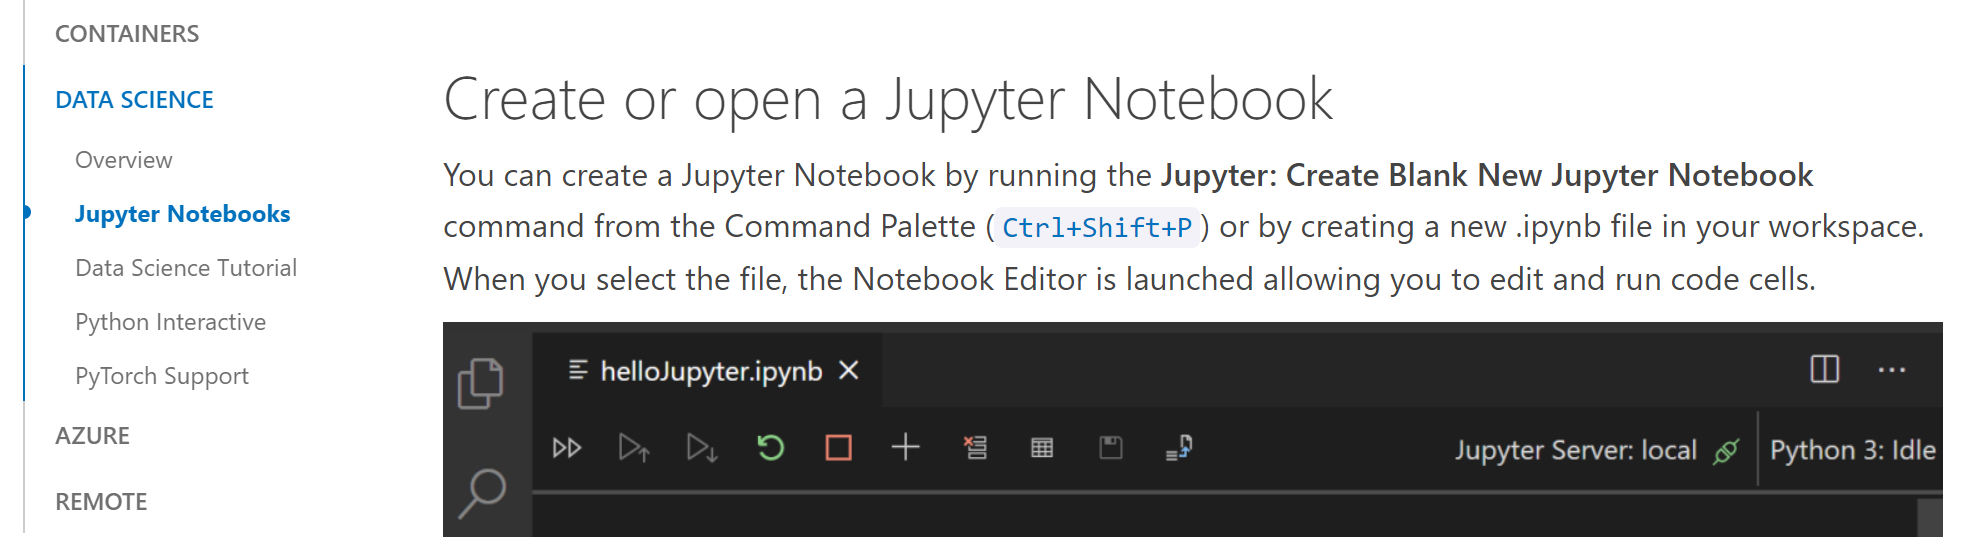 CONTAINERS
DATA SCIENCE
Overview
Jupyter Notebooks
Data Science Tutorial
Python Interactive
PyTorch Support
AZURE
REMOTE
Create or open a Jupyter Notebook
You can create a Jupyter Notebook by running the Jupyter: Create Blank New Jupyter Notebook
command from the Command Palette (Ctrl+Shift+P) or by creating a new .ipynb file in your workspace.
When you select the file, the Notebook Editor is launched allowing you to edit and run code cells.
helloJupyter.ipynb
Jupyter Server: local
Python 3: Idle